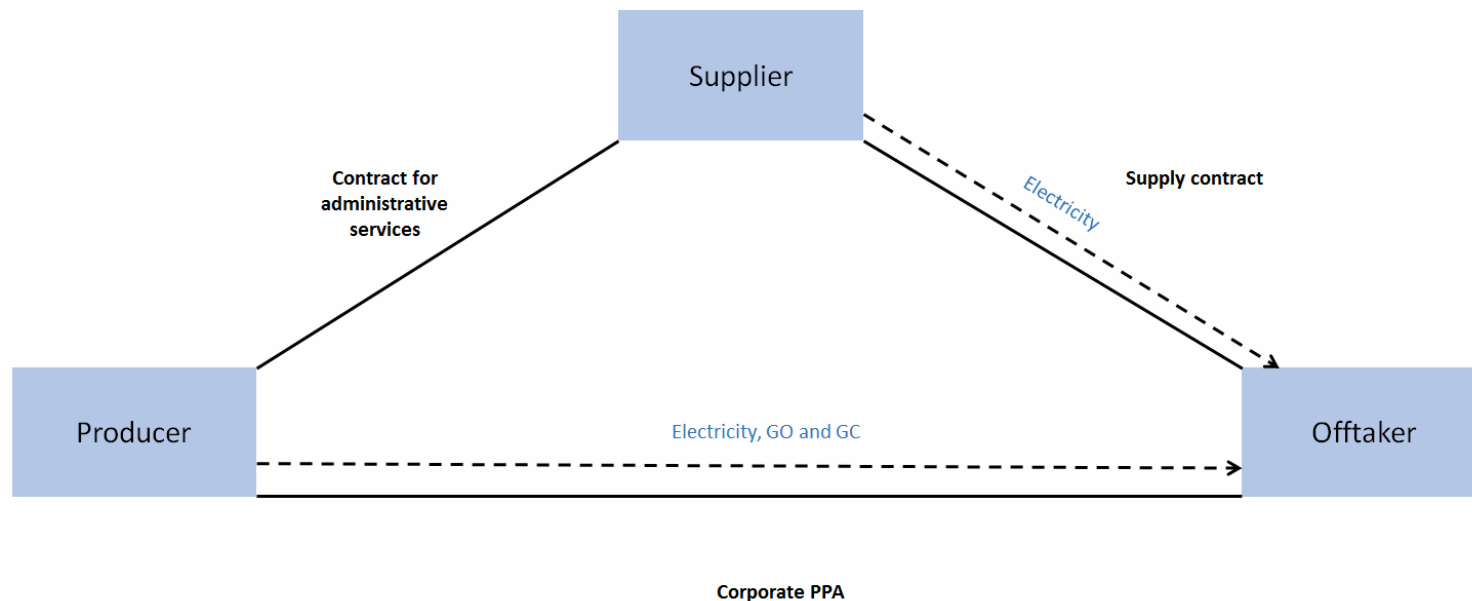 Supplier
Contract for
administrative
services
Electricity
Supply contract
Producer
Electricity, GO and GC
Offtaker
Corporate PPA